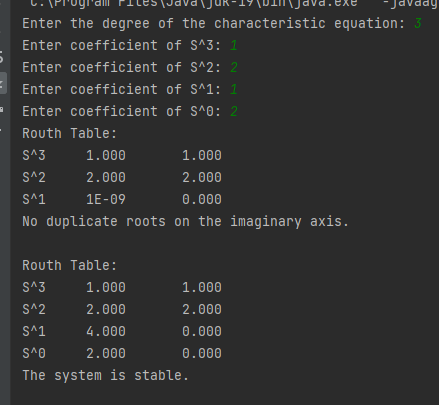 "C:\Program Files\Java\jdk-19\bin\java.exe" "-javaag
Enter the degree of the characteristic equation: 3
Enter coefficient of S^3: 1
Enter coefficient of S^2: 2
Enter coefficient of S^1: 1
Enter coefficient of S^0: 2
Routh Table:
S^3 1.000 1.000
S^2 2.000 2.000
S^1 1E-09 0.000
No duplicate roots on the imaginary axis.
Routh Table:
S^3 1.000 1.000
S^2 2.000 2.000
S^1 4.000 0.000
S^0 2.000 0.000
The system is stable.